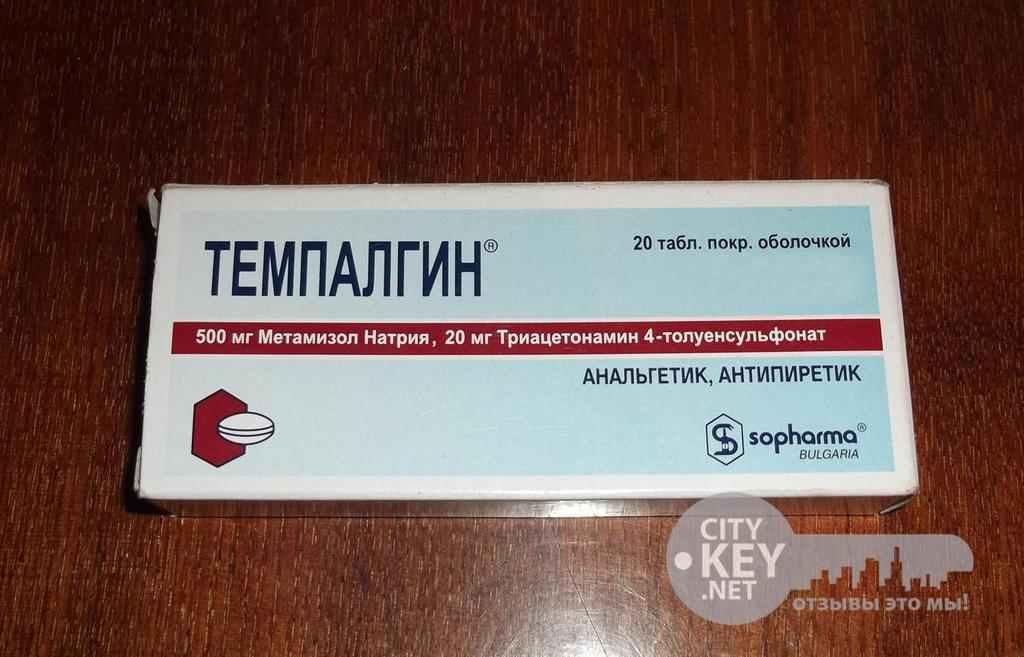 ТЕМПАЛГИН®
20 табл. покр. оболочкой
500 мг Метамизол Натрия, 20 мг Триацетонамин 4-толуенсульфонат
АНАЛЬГЕТИК, АНТИПИРЕТИК
sopharma®
BULGARIA
CITY
KEY
.NET
ОТЗЫВЫ ЭТО МЫ!